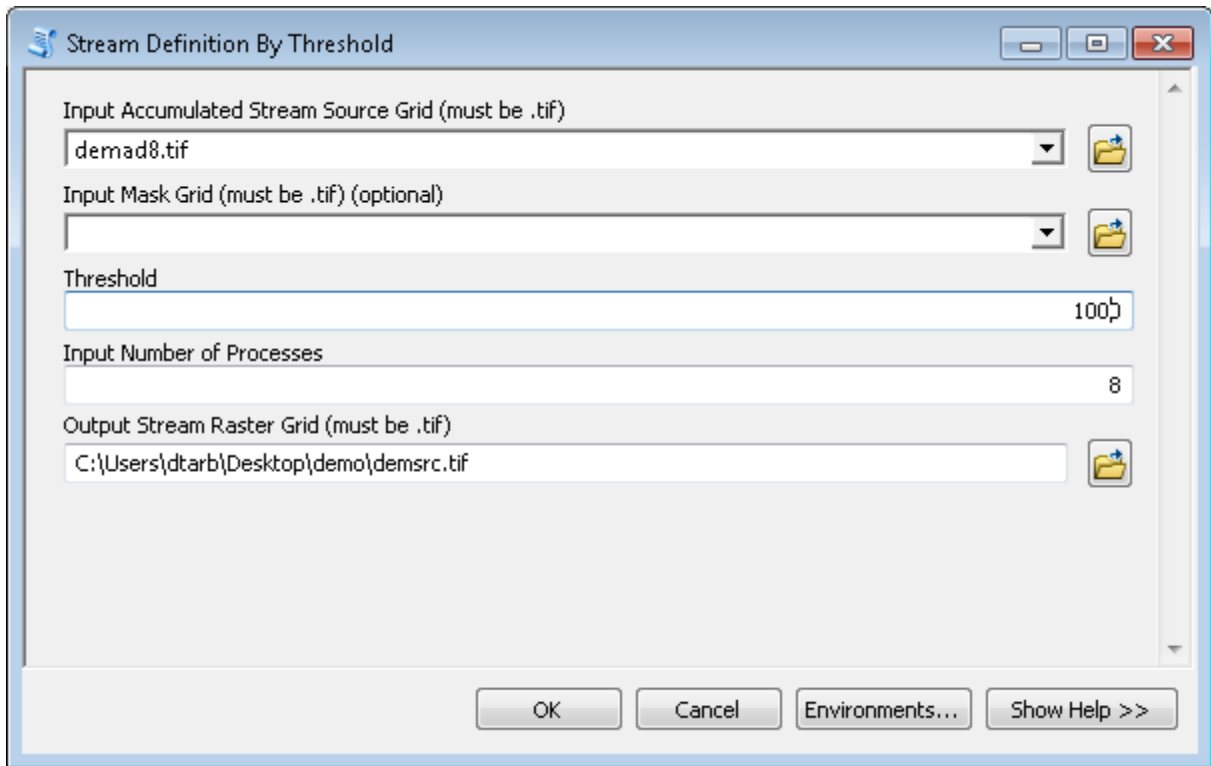 Stream Definition By Threshold
Input Accumulated Stream Source Grid (must be .tif)
demad8.tif
Input Mask Grid (must be .tif) (optional)
Threshold
100
Input Number of Processes
8
Output Stream Raster Grid (must be .tif)
C:\Users\dtarb\Desktop\demo\demsrc.tif
OK Cancel Environments... Show Help >>